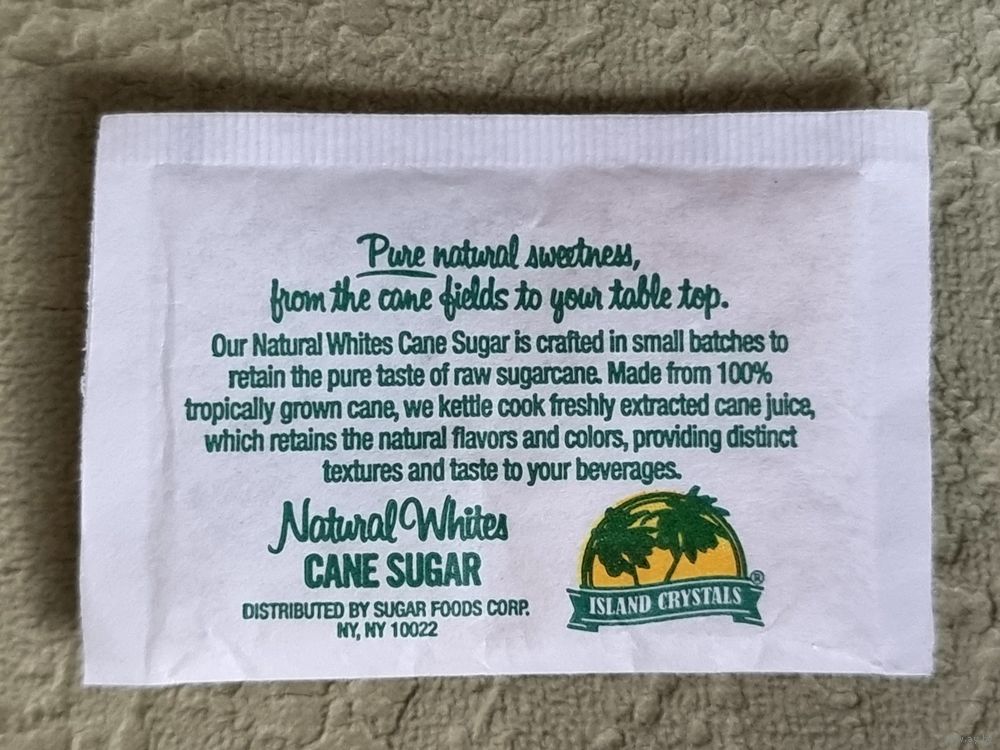 Pure natural sweetness,
from the cane fields to your table top.
Our Natural Whites Cane Sugar is crafted in small batches to
retain the pure taste of raw sugarcane. Made from 100%
tropically grown cane, we kettle cook freshly extracted cane juice,
which retains the natural flavors and colors, providing distinct
textures and taste to your beverages.
Natural Whites
CANE SUGAR
DISTRIBUTED BY SUGAR FOODS CORP.
NY, NY 10022
ISLAND CRYSTALS®